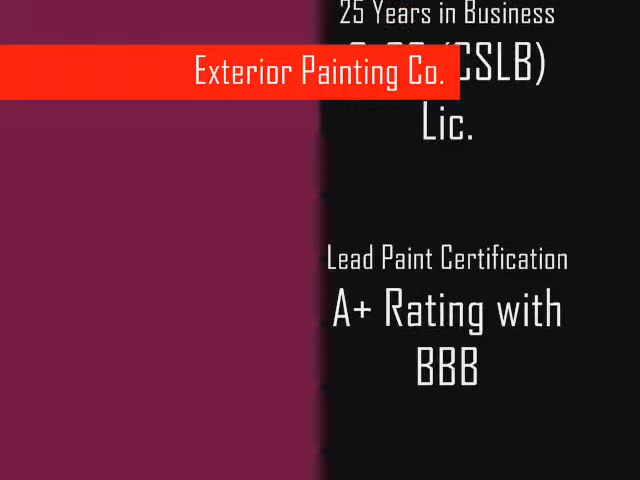 25 Years in Business
Exterior Painting Co.
(CSLB)
Lic.
Lead Paint Certification
A+ Rating with
BBB